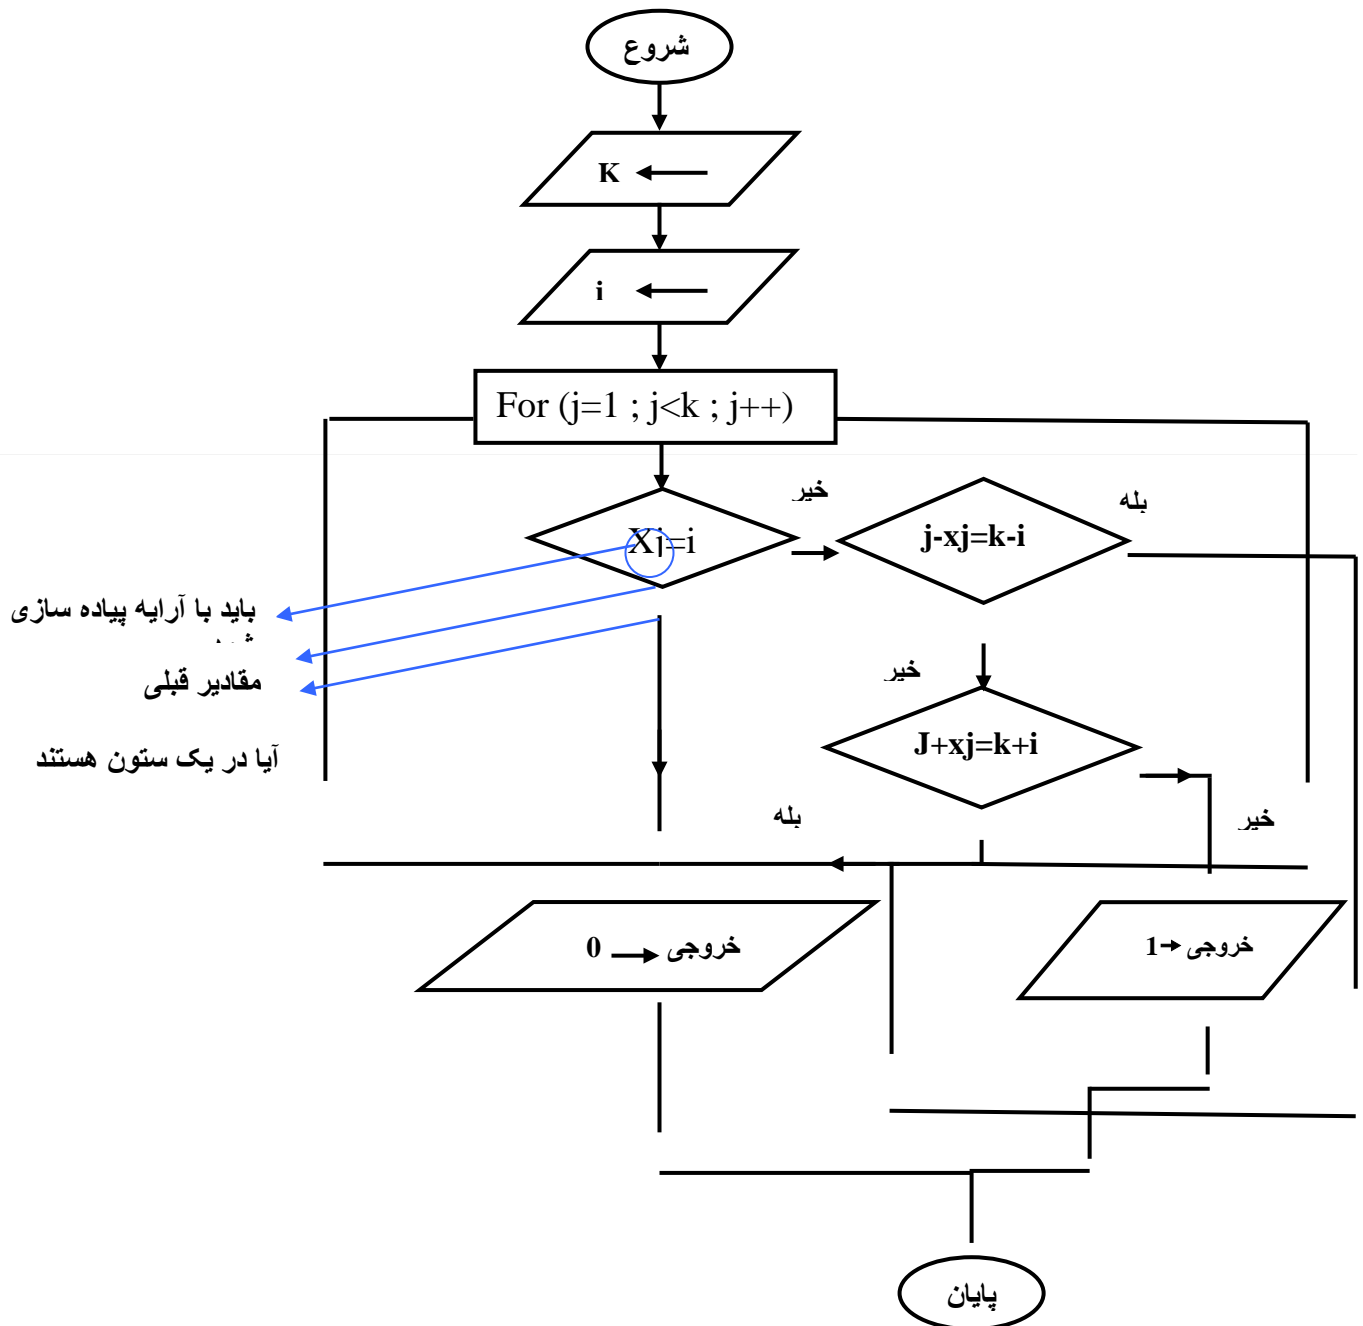 شروع
K
i
For (j=1 ; j<k ; j++)
Xj=i
خیر
j-xj=k-i
بله
باید با آرایه پیاده سازی
مقادیر قبلی
آیا در یک ستون هستند
خیر
J+xj=k+i
بله
خیر
خروجی → 0
خروجی → 1
پایان